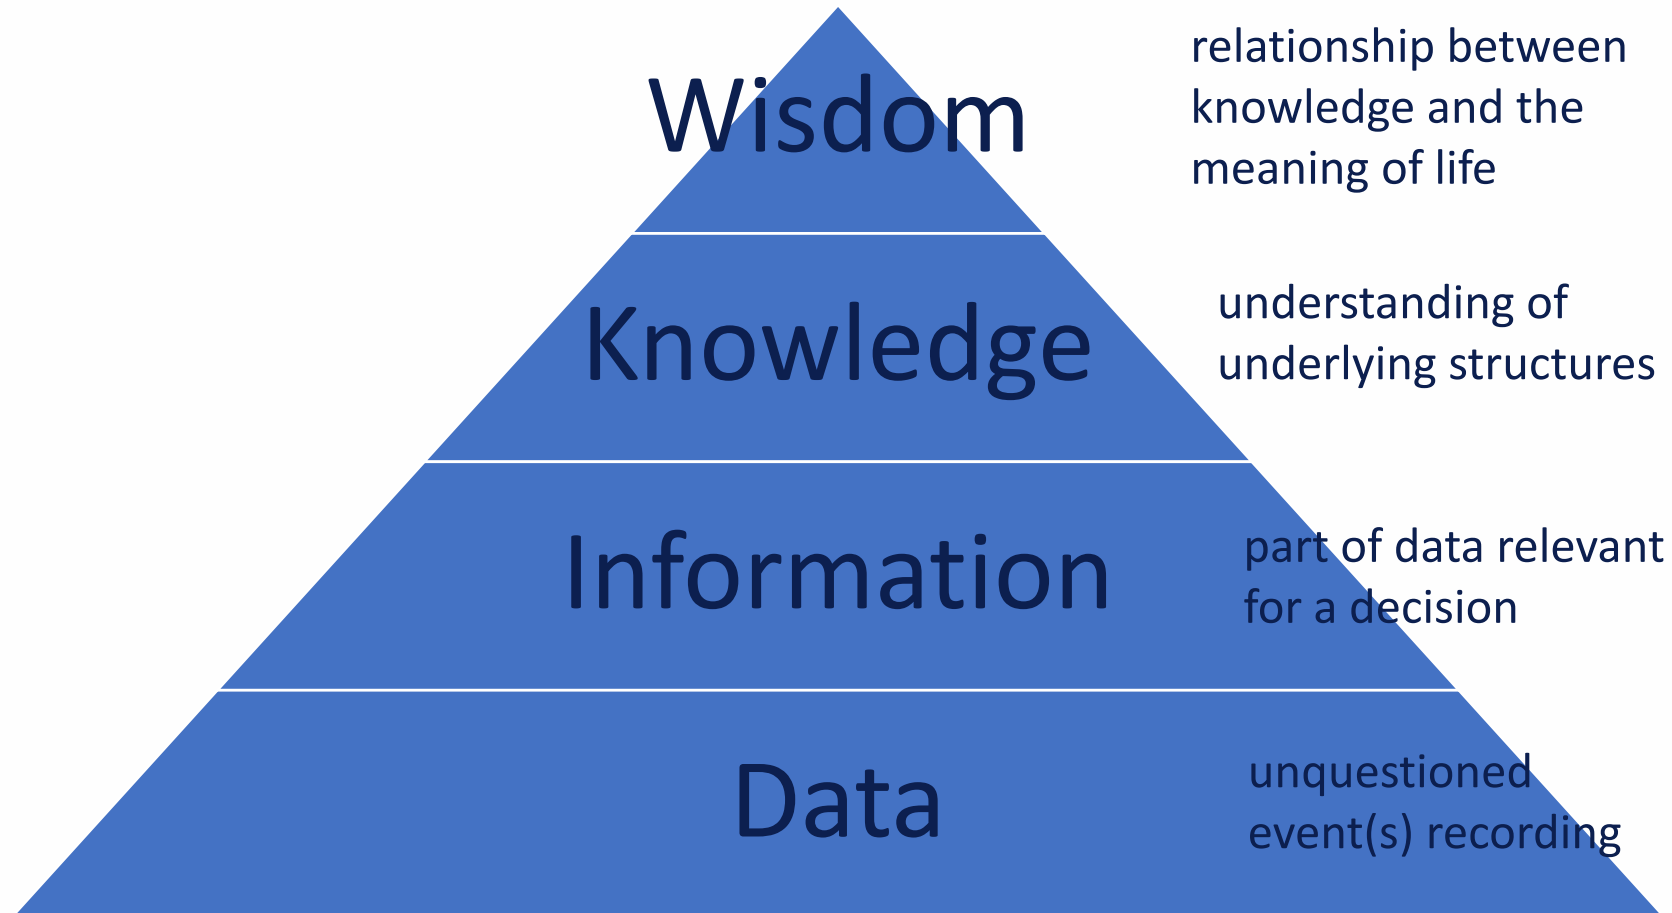 Wisdom
relationship between
knowledge and the
meaning of life
Knowledge
understanding of
underlying structures
Information
part of data relevant
for a decision
Data
unquestioned
event(s) recording